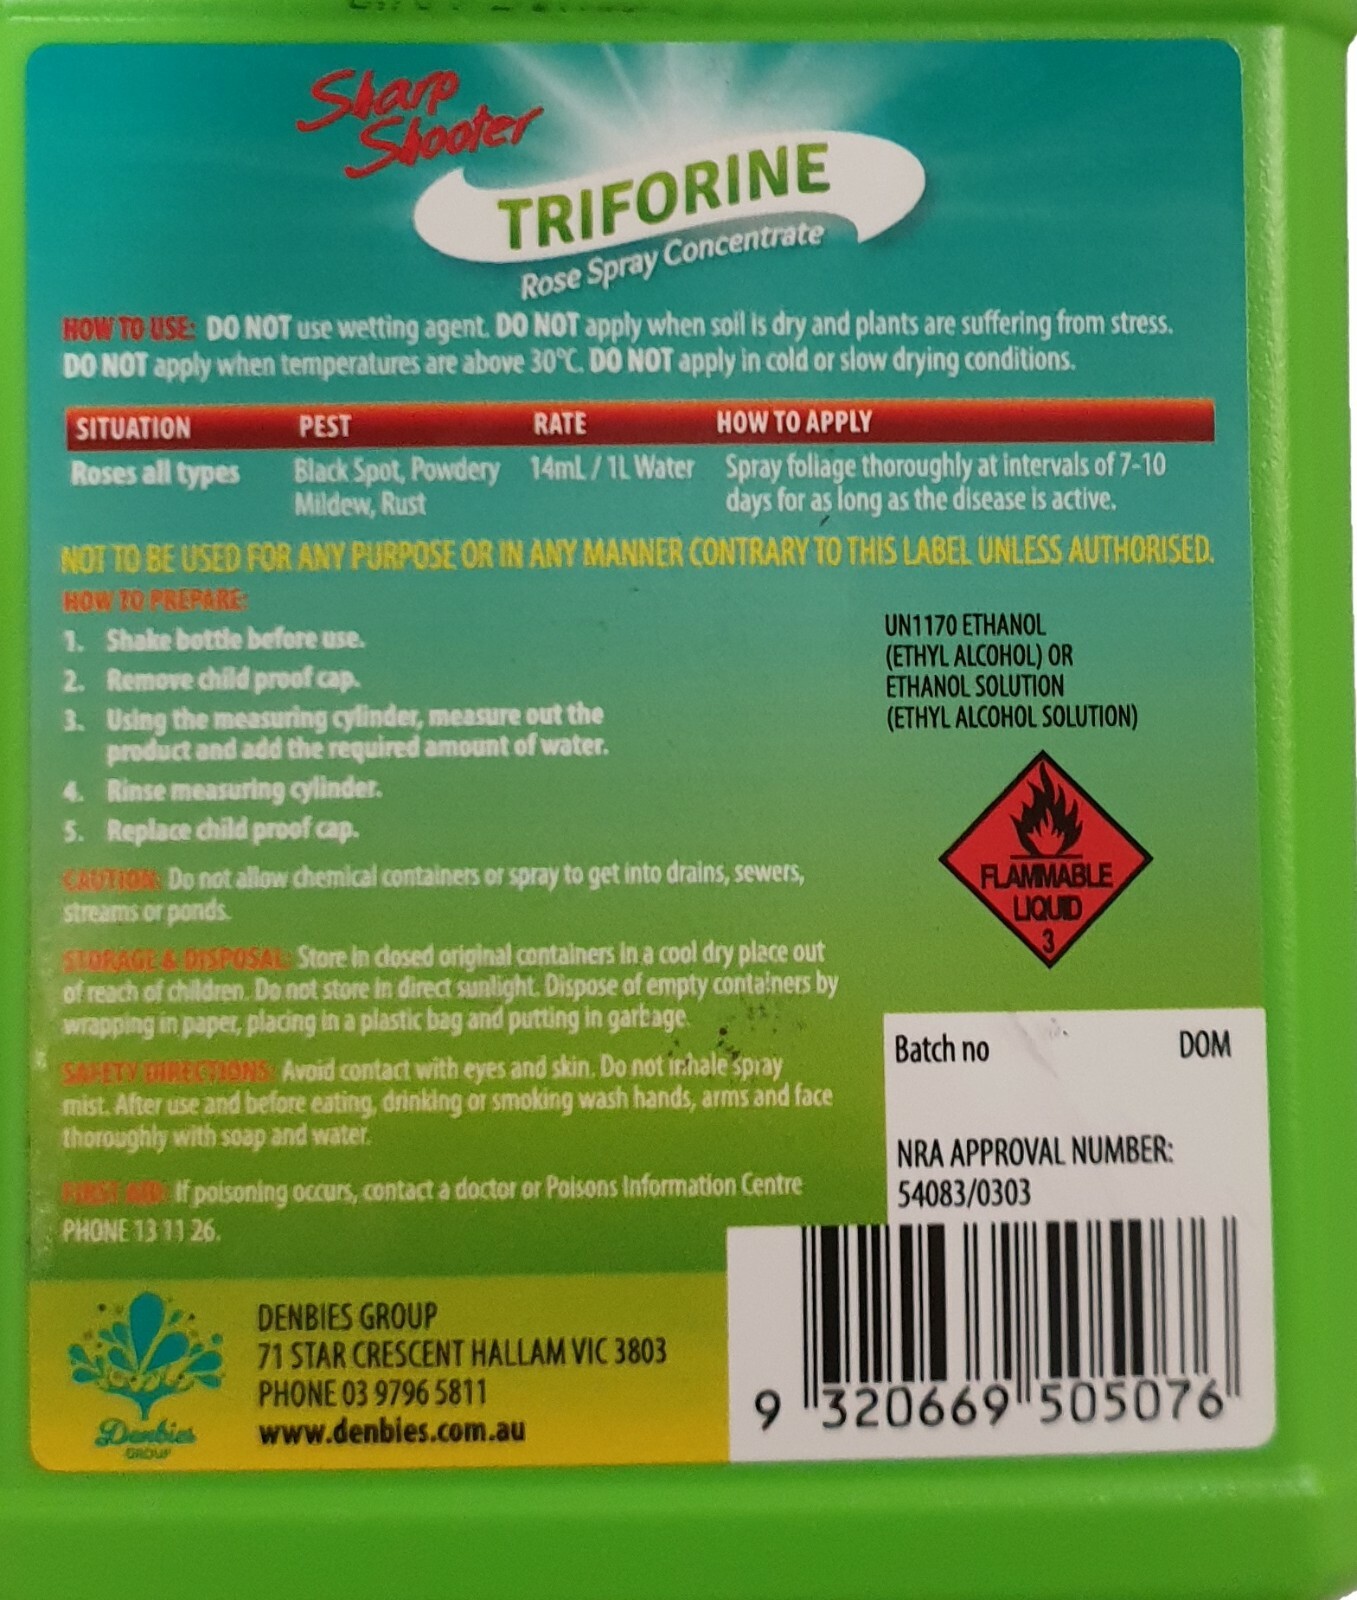 Sharp
Shooter
TRIFORINE
Rose Spray Concentrate
HOW TO USE: DO NOT use wetting agent. DO NOT apply when soil is dry and plants are suffering from stress.
DO NOT apply when temperatures are above 30°C. DO NOT apply in cold or slow drying conditions.
SITUATION PEST RATE HOW TO APPLY
Roses all types Black Spot, Powdery 14mL / 1L Water Spray foliage thoroughly at intervals of 7-10
Mildew, Rust days for as long as the disease is active.
NOT TO BE USED FOR ANY PURPOSE OR IN ANY MANNER CONTRARY TO THIS LABEL UNLESS AUTHORISED.
HOW TO PREPARE:
1. Shake bottle before use.
2. Remove child proof cap.
3. Using the measuring cylinder, measure out the
product and add the required amount of water.
4. Rinse measuring cylinder.
5. Replace child proof cap.
UN1170 ETHANOL
(ETHYL ALCOHOL) OR
ETHANOL SOLUTION
(ETHYL ALCOHOL SOLUTION)
FLAMMABLE
LIQUID
3
CAUTION: Do not allow chemical containers or spray to get into drains, sewers,
streams or ponds.
STORAGE & DISPOSAL: Store in closed original containers in a cool dry place out
of reach of children. Do not store in direct sunlight. Dispose of empty containers by
wrapping in paper, placing in a plastic bag and putting in garbage.
SAFETY DIRECTIONS: Avoid contact with eyes and skin. Do not inhale spray
mist. After use and before eating, drinking or smoking wash hands, arms and face
thoroughly with soap and water.
FIRST AID: If poisoning occurs, contact a doctor or Poisons Information Centre
PHONE 13 11 26.
Batch no DOM
NRA APPROVAL NUMBER:
54083/0303
Denbies
GROUP
DENBIES GROUP
71 STAR CRESCENT HALLAM VIC 3803
PHONE 03 9796 5811
www.denbies.com.au
9 320669 505076